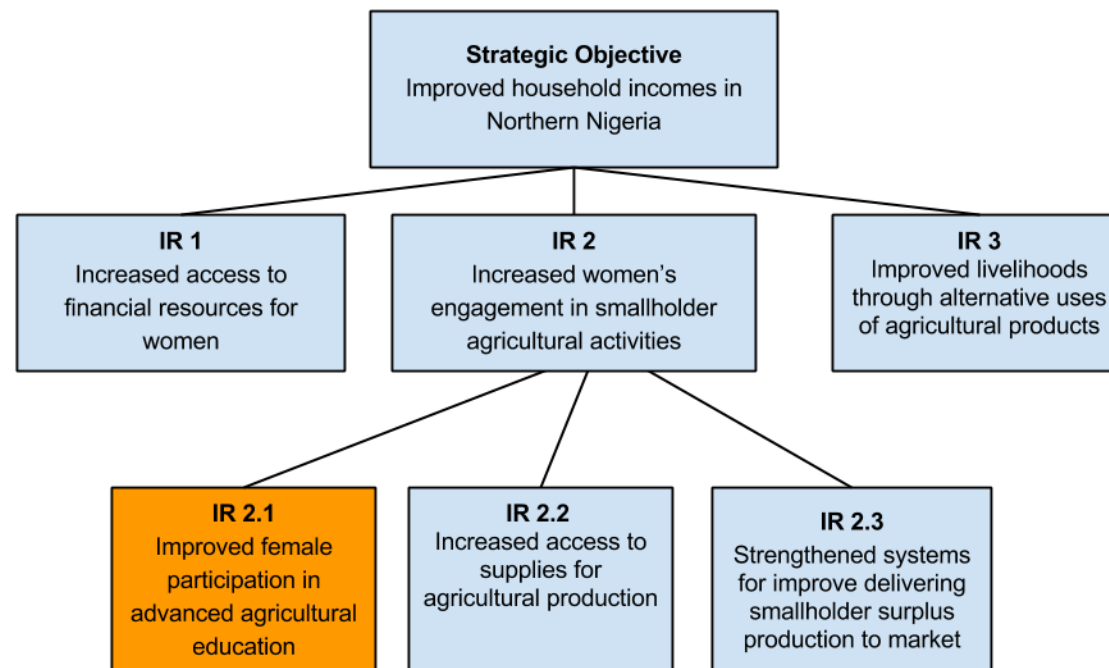 Strategic Objective
Improved household incomes in
Northern Nigeria
IR 1
Increased access to
financial resources for
women
IR 2
Increased women’s
engagement in smallholder
agricultural activities
IR 3
Improved livelihoods
through alternative uses
of agricultural products
IR 2.1
Improved female
participation in
advanced agricultural
education
IR 2.2
Increased access to
supplies for
agricultural production
IR 2.3
Strengthened systems
for improve delivering
smallholder surplus
production to market